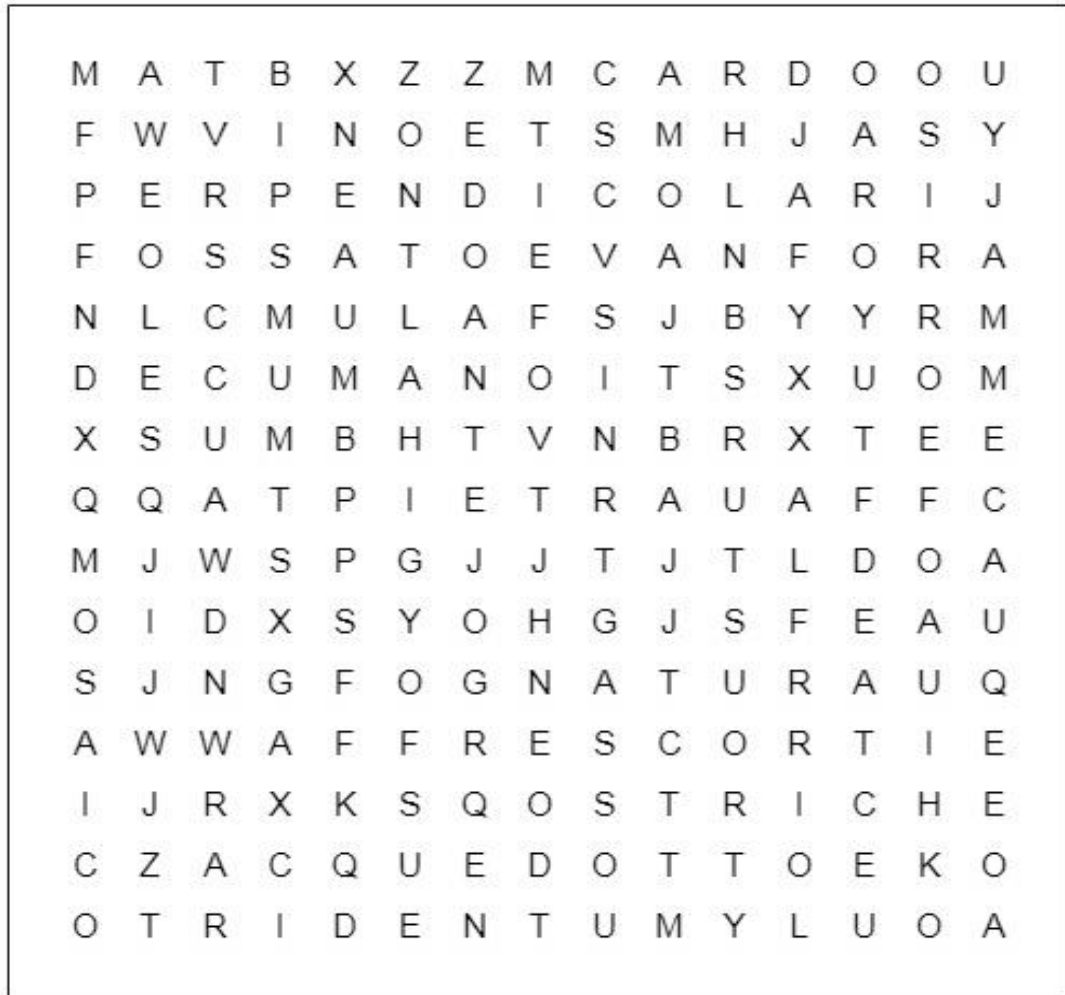 M A T B X Z Z M C A R D O O U
F W V I N O E T S M H J A S Y
P E R P E N D I C O L A R I J
F O S S A T O E V A N F O R A
N L C M U L A F S J B Y Y R M
D E C U M A N O I T S X U O M
X S U M B H T V N B R X T E E
Q Q A T P I E T R A U A F F C
M J W S P G J J T J T L D O A
O I D X S Y O H G J S F E A U
S J N G F O G N A T U R A U Q
A W W A F F R E S C O R T I E
I J R X K S Q O S T R I C H E
C Z A C Q U E D O T T O E K O
O T R I D E N T U M Y L U O A